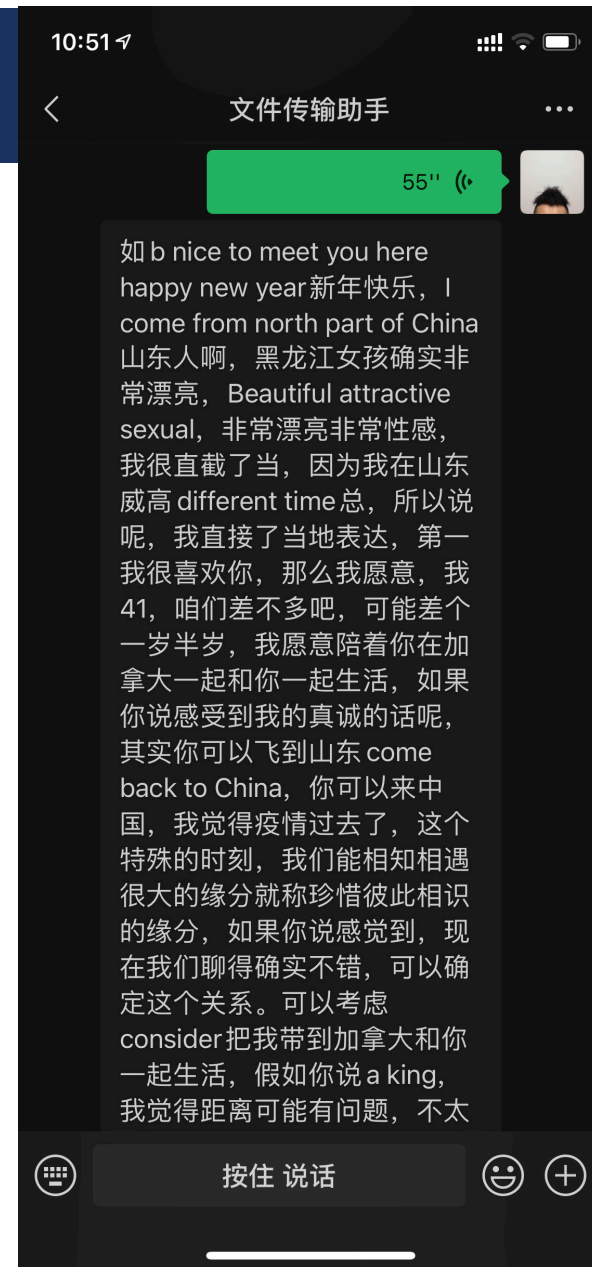 10:51
文件传输助手
55''
如b nice to meet you here
happy new year新年快乐，I
come from north part of China
山东人啊，黑龙江女孩确实非
常漂亮，Beautiful attractive
sexual，非常漂亮非常性感，
我很直截了当，因为我在山东
威高different time总，所以说
呢，我直接了当地表达，第一
我很喜欢你，那么我愿意，我
41，咱们差不多吧，可能差个
一岁半岁，我愿意陪着你在加
拿大一起和你一起生活，如果
你说感受到我的真诚的话呢，
其实你可以飞到山东come
back to China，你可以来中
国，我觉得疫情过去了，这个
特殊的时刻，我们能相知相遇
很大的缘分就称珍惜彼此相识
的缘分，如果你说感觉到，现
在我们聊得确实不错，可以确
定这个关系。可以考虑
consider把我带到加拿大和你
一起生活，假如你说a king，
我觉得距离可能有问题，不太
按住 说话